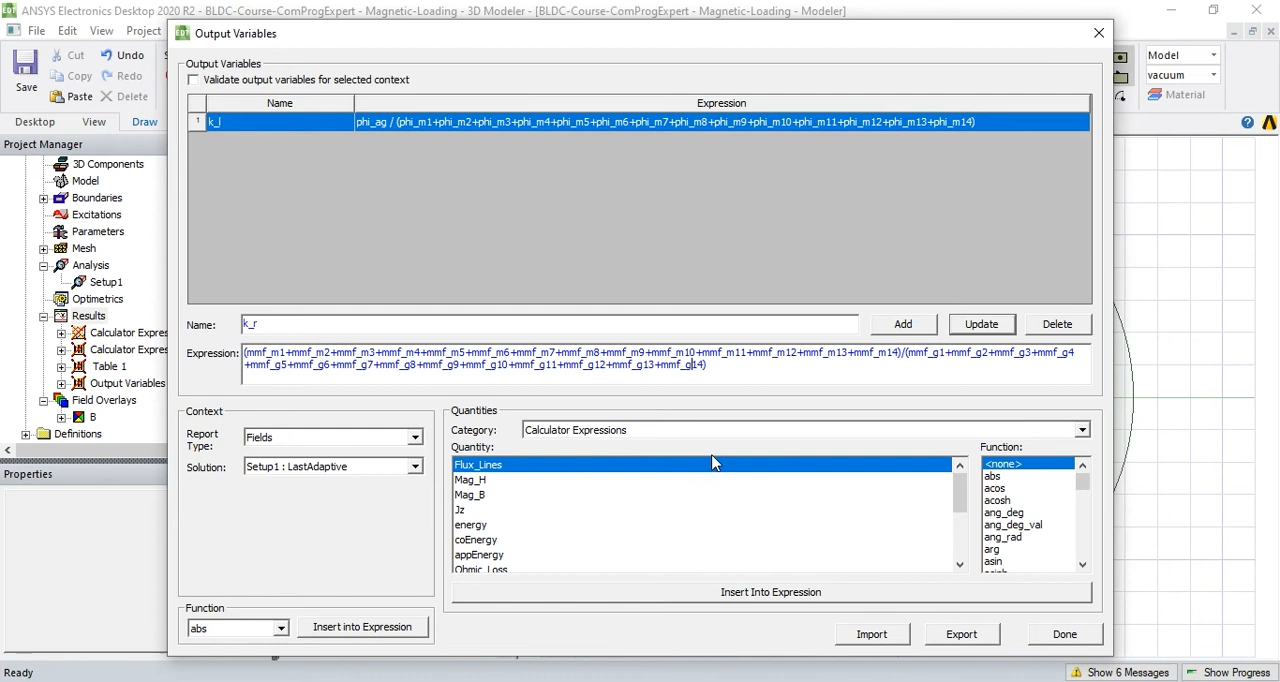 ANSYS Electronics Desktop 2020 R2 - BLDC-Course-ComProgExpert - Magnetic-Loading - 3D Modeler - [BLDC-Course-ComProgExpert - Magnetic-Loading - Modeler]
File Edit View Project
Output Variables
Save
Cut Undo
Copy Redo
Paste Delete
Model
vacuum
Material
Desktop View Draw
Output Variables
Validate output variables for selected context
Name Expression
1 k_l phi_ag / (phi_m1+phi_m2+phi_m3+phi_m4+phi_m5+phi_m6+phi_m7+phi_m8+phi_m9+phi_m10+phi_m11+phi_m12+phi_m13+phi_m14)
Project Manager
3D Components
Model
Boundaries
Excitations
Parameters
Mesh
Analysis
Setup1
Optimetrics
Results
Calculator Expres
Calculator Expres
Table 1
Output Variables
Field Overlays
B
Definitions
Properties
Name: k_r Add Update Delete
Expression: (mmf_m1+mmf_m2+mmf_m3+mmf_m4+mmf_m5+mmf_m6+mmf_m7+mmf_m8+mmf_m9+mmf_m10+mmf_m11+mmf_m12+mmf_m13+mmf_m14)/(mmf_g1+mmf_g2+mmf_g3+mmf_g4
+mmf_g5+mmf_g6+mmf_g7+mmf_g8+mmf_g9+mmf_g10+mmf_g11+mmf_g12+mmf_g13+mmf_g14)
Context
Report
Type: Fields
Solution: Setup1 : LastAdaptive
Quantities
Category: Calculator Expressions
Quantity: Function:
Flux_Lines
Mag_H
Mag_B
Jz
energy
coEnergy
appEnergy
Ohmic_Loss
<none>
abs
acos
acosh
ang_deg
ang_deg_val
ang_rad
arg
asin
Insert Into Expression
Function
abs Insert into Expression
Import Export Done
Ready
Show 6 Messages Show Progress